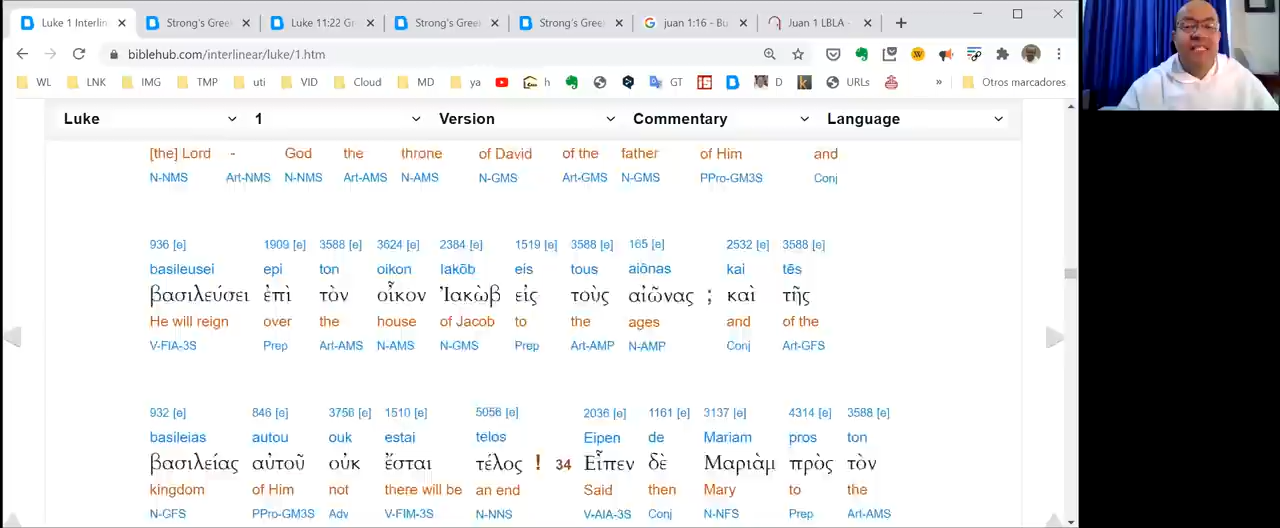 Luke 1 Interlin Strong's Gree Luke 11:22 Gr Strong's Gree Strong's Gree juan 1:16 - Bu Juan 1 LBLA -
biblehub.com/interlinear/luke/1.htm
WL LNK IMG TMP uti VID Cloud MD ya h GT D URLs » Otros marcadores
Luke 1 Version Commentary Language
[the] Lord - God the throne of David of the father of Him and
N-NMS Art-NMS N-NMS Art-AMS N-AMS N-GMS Art-GMS N-GMS PPro-GM3S Conj
936 [e] 1909 [e] 3588 [e] 3624 [e] 2384 [e] 1519 [e] 3588 [e] 165 [e] 2532 [e] 3588 [e]
basileusei epi ton oikon Iakōb eis tous aiōnas kai tēs
βασιλεύσει ἐπὶ τὸν οἶκον Ἰακὼβ εἰς τοὺς αἰῶνας ; καὶ τῆς
He will reign over the house of Jacob to the ages and of the
V-FIA-3S Prep Art-AMS N-AMS N-GMS Prep Art-AMP N-AMP Conj Art-GFS
932 [e] 846 [e] 3756 [e] 1510 [e] 5056 [e] 2036 [e] 1161 [e] 3137 [e] 4314 [e] 3588 [e]
basileias autou ouk estai telos Eipen de Mariam pros ton
βασιλείας αὐτοῦ οὐκ ἔσται τέλος ! 34 Εἶπεν δὲ Μαριὰμ πρὸς τὸν
kingdom of Him not there will be an end Said then Mary to the
N-GFS PPro-GM3S Adv V-FIM-3S N-NNS V-AIA-3S Conj N-NFS Prep Art-AMS